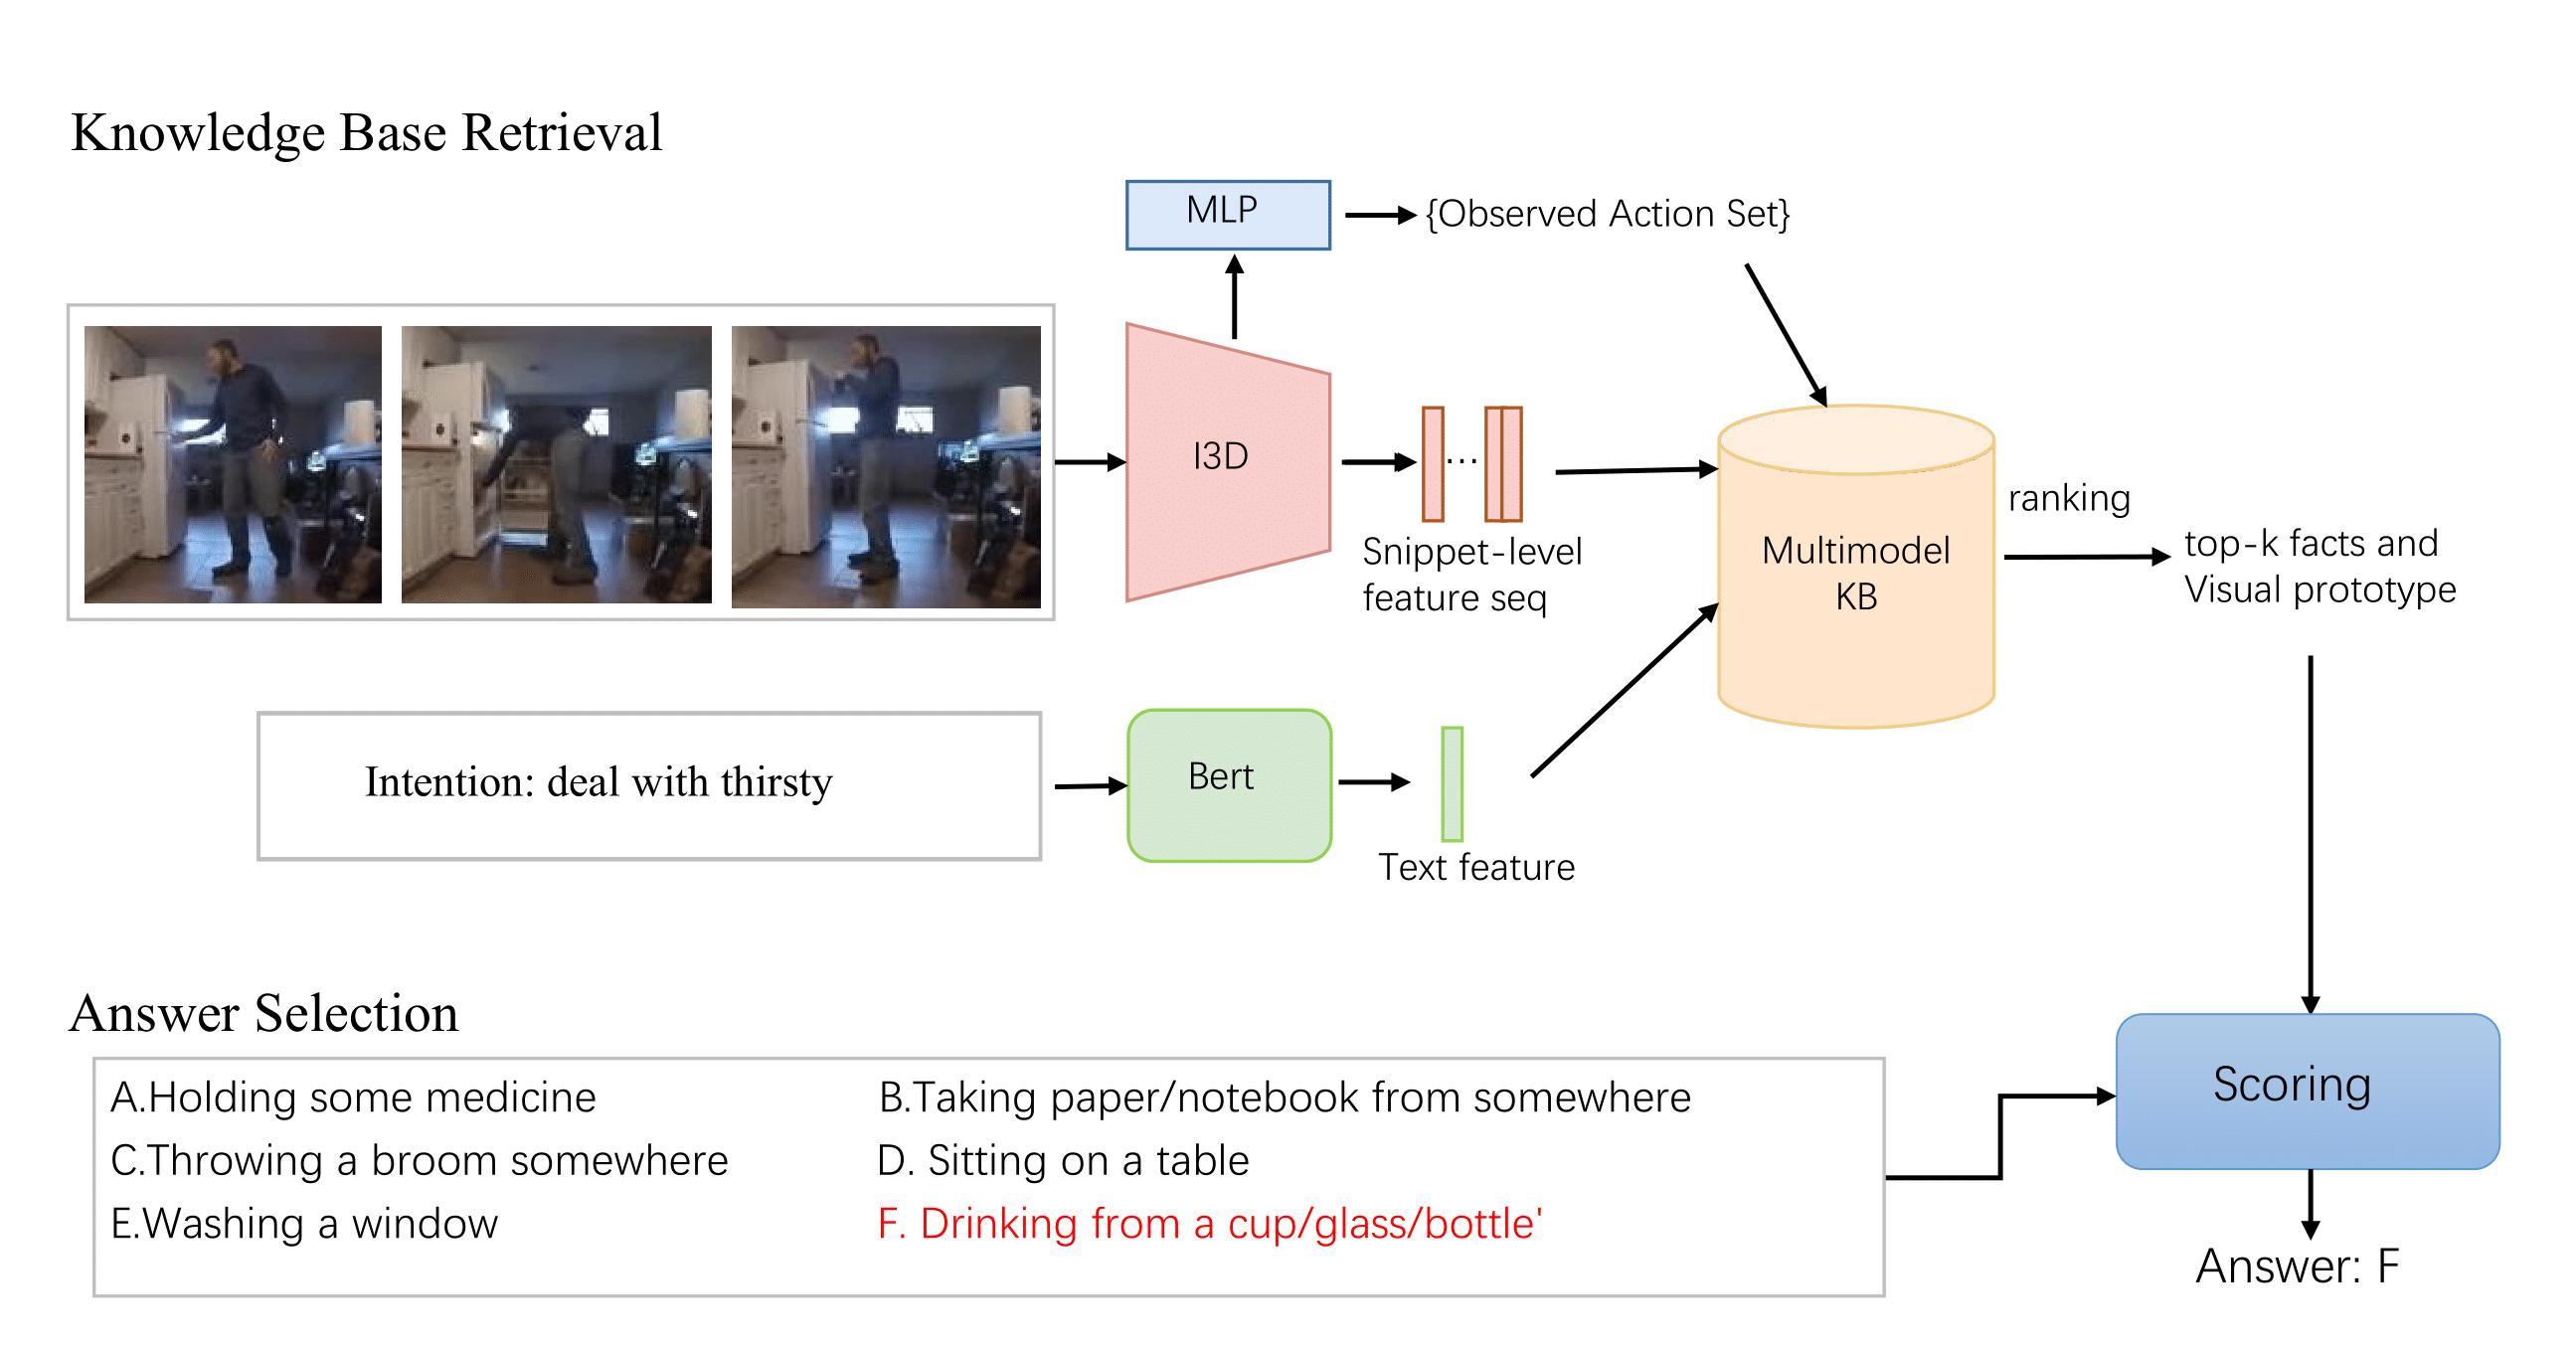 Knowledge Base Retrieval
MLP
{Observed Action Set}
I3D
...
Snippet-level
feature seq
Multimodel
KB
ranking
top-k facts and
Visual prototype
Intention: deal with thirsty
Bert
Text feature
Answer Selection
A.Holding some medicine
B.Taking paper/notebook from somewhere
C.Throwing a broom somewhere
D. Sitting on a table
E.Washing a window
F. Drinking from a cup/glass/bottle'
Scoring
Answer: F